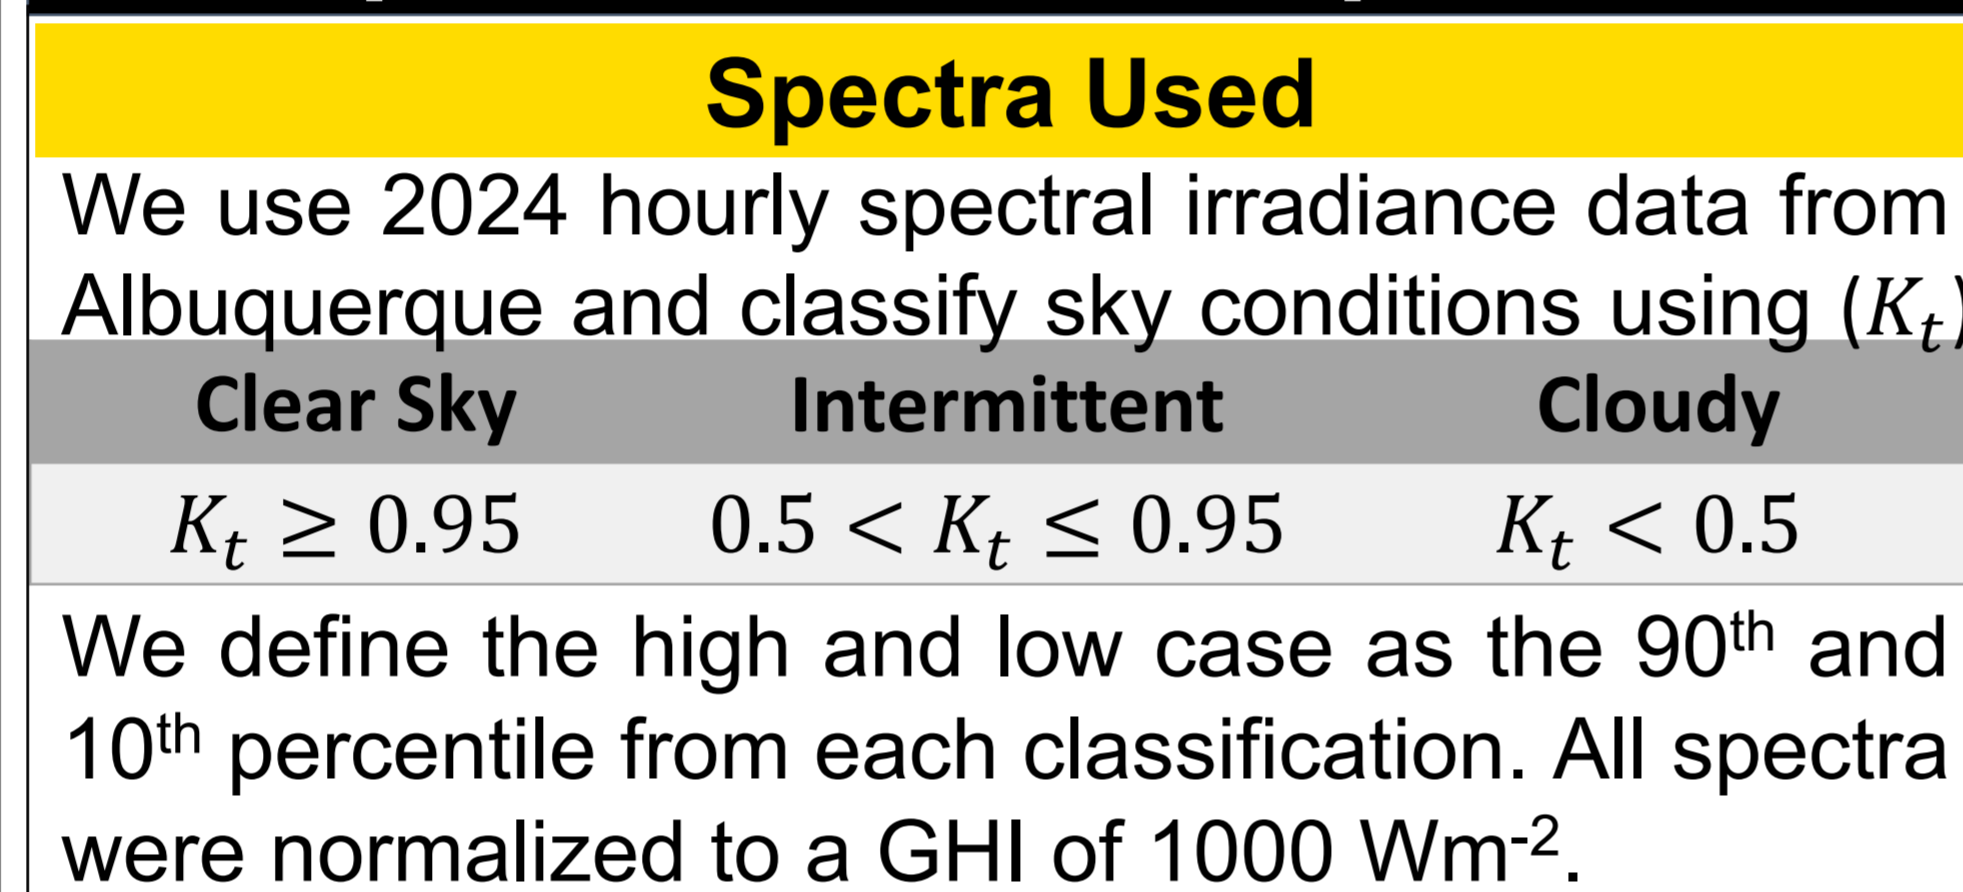 Spectra Used
We use 2024 hourly spectral irradiance data from
Albuquerque and classify sky conditions using (𝐾ₜ)
Clear Sky Intermittent Cloudy
𝐾ₜ ≥ 0.95 0.5 < 𝐾ₜ ≤ 0.95 𝐾ₜ < 0.5
We define the high and low case as the 90ᵗʰ and
10ᵗʰ percentile from each classification. All spectra
were normalized to a GHI of 1000 Wm⁻².